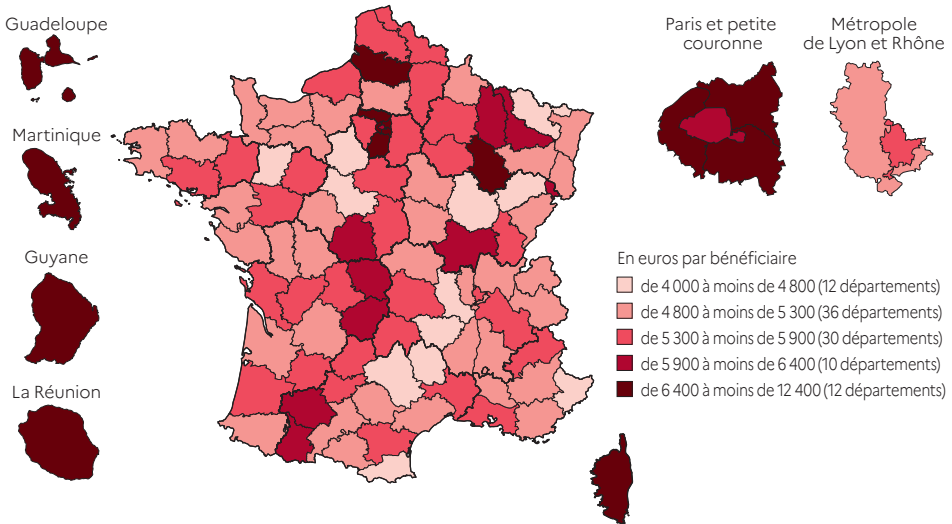 Guadeloupe
Martinique
Guyane
La Réunion
Paris et petite
couronne
Métropole
de Lyon et Rhône
En euros par bénéficiaire
de 4 000 à moins de 4 800 (12 départements)
de 4 800 à moins de 5 300 (36 départements)
de 5 300 à moins de 5 900 (30 départements)
de 5 900 à moins de 6 400 (10 départements)
de 6 400 à moins de 12 400 (12 départements)